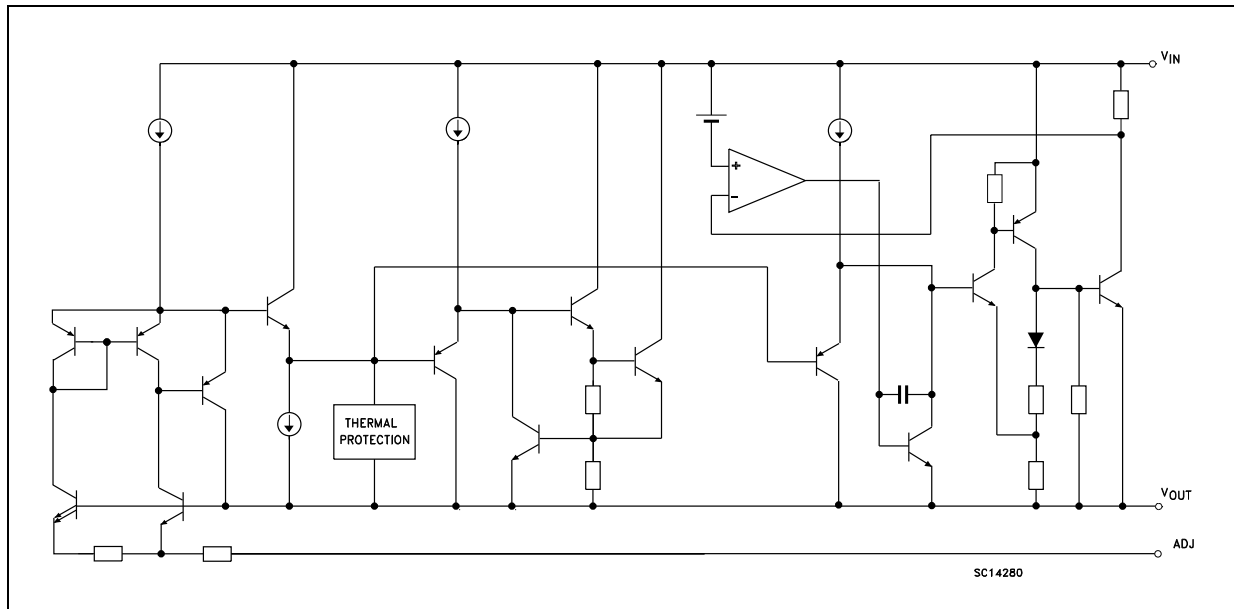 VIN
+
-
THERMAL
PROTECTION
VOUT
ADJ
SC14280